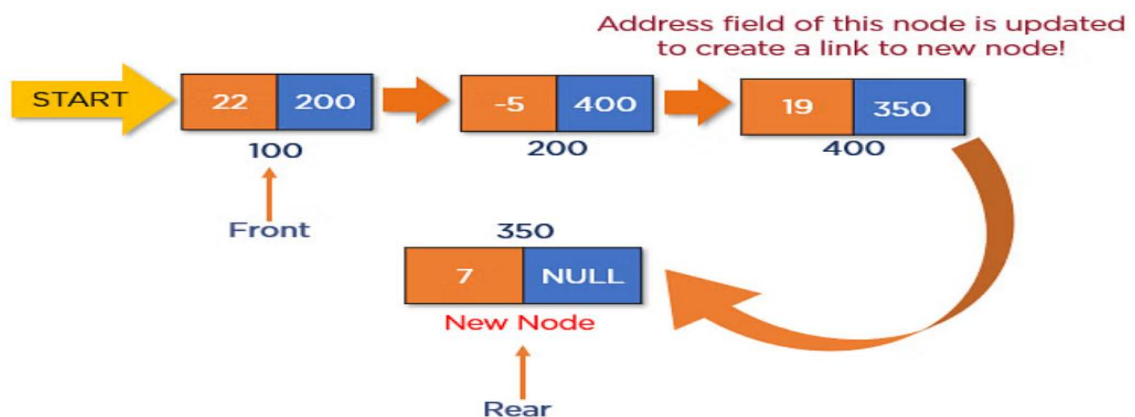 Address field of this node is updated
to create a link to new node!
START
22 200
-5 400
19 350
100
200
400
Front
350
7 NULL
New Node
Rear